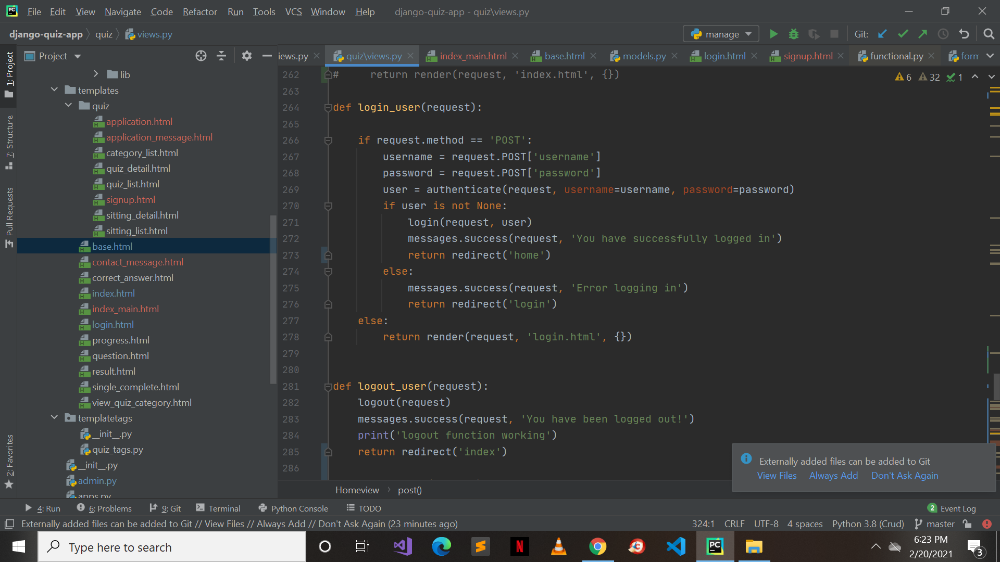 File Edit View Navigate Code Refactor Run Tools VCS Window Help django-quiz-app - quiz\views.py
django-quiz-app quiz views.py manage Git:
Project iews.py quiz\views.py index_main.html base.html models.py login.html signup.html functional.py form
1: Project
7: Structure
Pull Requests
2: Favorites
lib
templates
quiz
application.html
application_message.html
category_list.html
quiz_detail.html
quiz_list.html
signup.html
sitting_detail.html
sitting_list.html
base.html
contact_message.html
correct_answer.html
index.html
index_main.html
login.html
progress.html
question.html
result.html
single_complete.html
view_quiz_category.html
templatetags
__init__.py
quiz_tags.py
__init__.py
admin.py
apps.py
6 32 1
262 #     return render(request, 'index.html', {})
263
264 def login_user(request):
265
266     if request.method == 'POST':
267         username = request.POST['username']
268         password = request.POST['password']
269         user = authenticate(request, username=username, password=password)
270         if user is not None:
271             login(request, user)
272             messages.success(request, 'You have successfully logged in')
273             return redirect('home')
274         else:
275             messages.success(request, 'Error logging in')
276             return redirect('login')
277     else:
278         return render(request, 'login.html', {})
279
280
281 def logout_user(request):
282     logout(request)
283     messages.success(request, 'You have been logged out!')
284     print('logout function working')
285     return redirect('index')
286
Externally added files can be added to Git
View Files Always Add Don't Ask Again
Homeview post()
4: Run 6: Problems 9: Git Terminal Python Console TODO 2 Event Log
Externally added files can be added to Git // View Files // Always Add // Don't Ask Again (23 minutes ago) 324:1 CRLF UTF-8 4 spaces Python 3.8 (Crud) master
Type here to search
PC
6:23 PM
2/20/2021
3